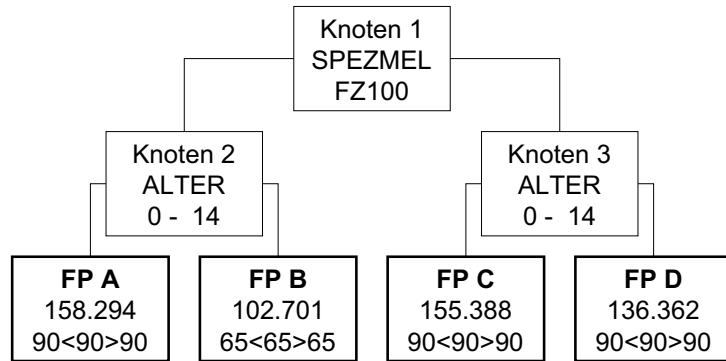 Knoten 1
SPEZMEL
FZ100
Knoten 2
ALTER
0 - 14
Knoten 3
ALTER
0 - 14
FP A
158.294
90<90>90
FP B
102.701
65<65>65
FP C
155.388
90<90>90
FP D
136.362
90<90>90